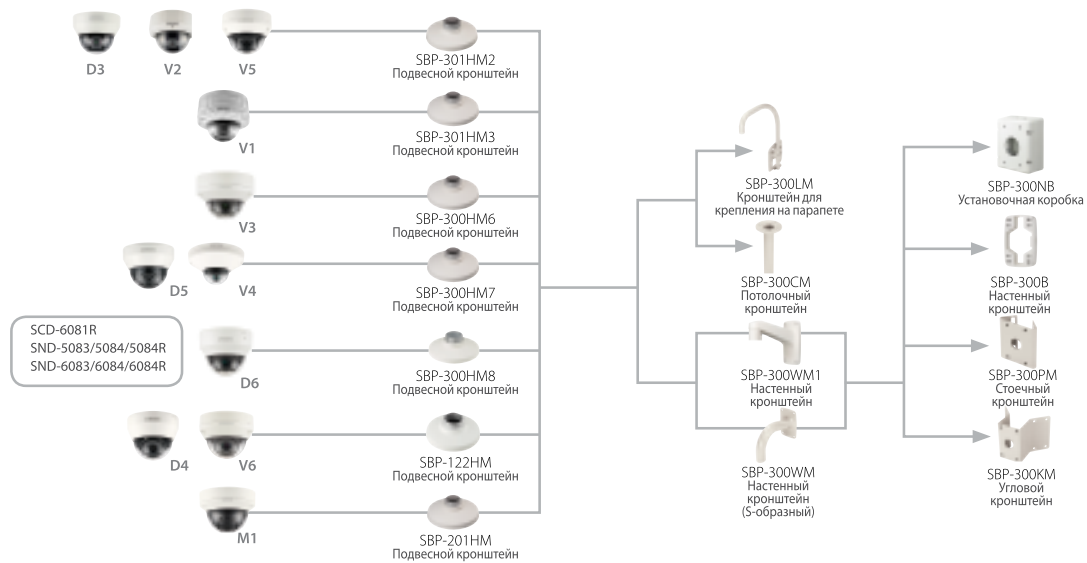 D3
V2
V5
SBP-301HM2
Подвесной кронштейн
V1
SBP-301HM3
Подвесной кронштейн
V3
SBP-300HM6
Подвесной кронштейн
D5
V4
SBP-300HM7
Подвесной кронштейн
SCD-6081R
SND-5083/5084/5084R
SND-6083/6084/6084R
D6
SBP-300HM8
Подвесной кронштейн
D4
V6
SBP-122HM
Подвесной кронштейн
M1
SBP-201HM
Подвесной кронштейн
SBP-300LM
Кронштейн для
крепления на парапете
SBP-300CM
Потолочный
кронштейн
SBP-300WM1
Настенный
кронштейн
SBP-300WM
Настенный
кронштейн
(S-образный)
SBP-300NB
Установочная коробка
SBP-300B
Настенный
кронштейн
SBP-300PM
Стоечный
кронштейн
SBP-300KM
Угловой
кронштейн